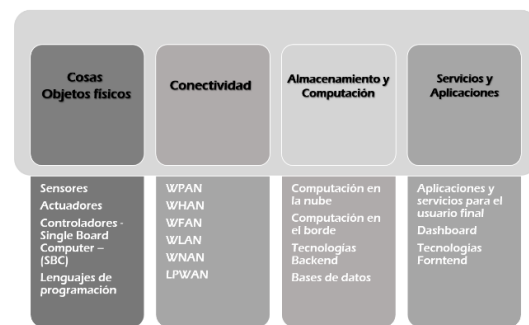 Cosas
Objetos físicos
Sensores
Actuadores
Controladores -
Single Board
Computer –
(SBC)
Lenguajes de
programación
Conectividad
WPAN
WHAN
WFAN
WLAN
WNAN
LPWAN
Almacenamiento y
Computación
Computación en
la nube
Computación en
el borde
Tecnologías
Backend
Bases de datos
Servicios y
Aplicaciones
Aplicaciones y
servicios para el
usuario final
Dashboard
Tecnologías
Forntend